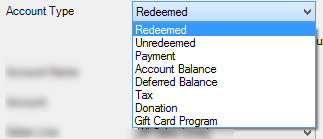 Account Type Redeemed
Redeemed
Unredeemed
Payment
Account Balance
Deferred Balance
Tax
Donation
Gift Card Program